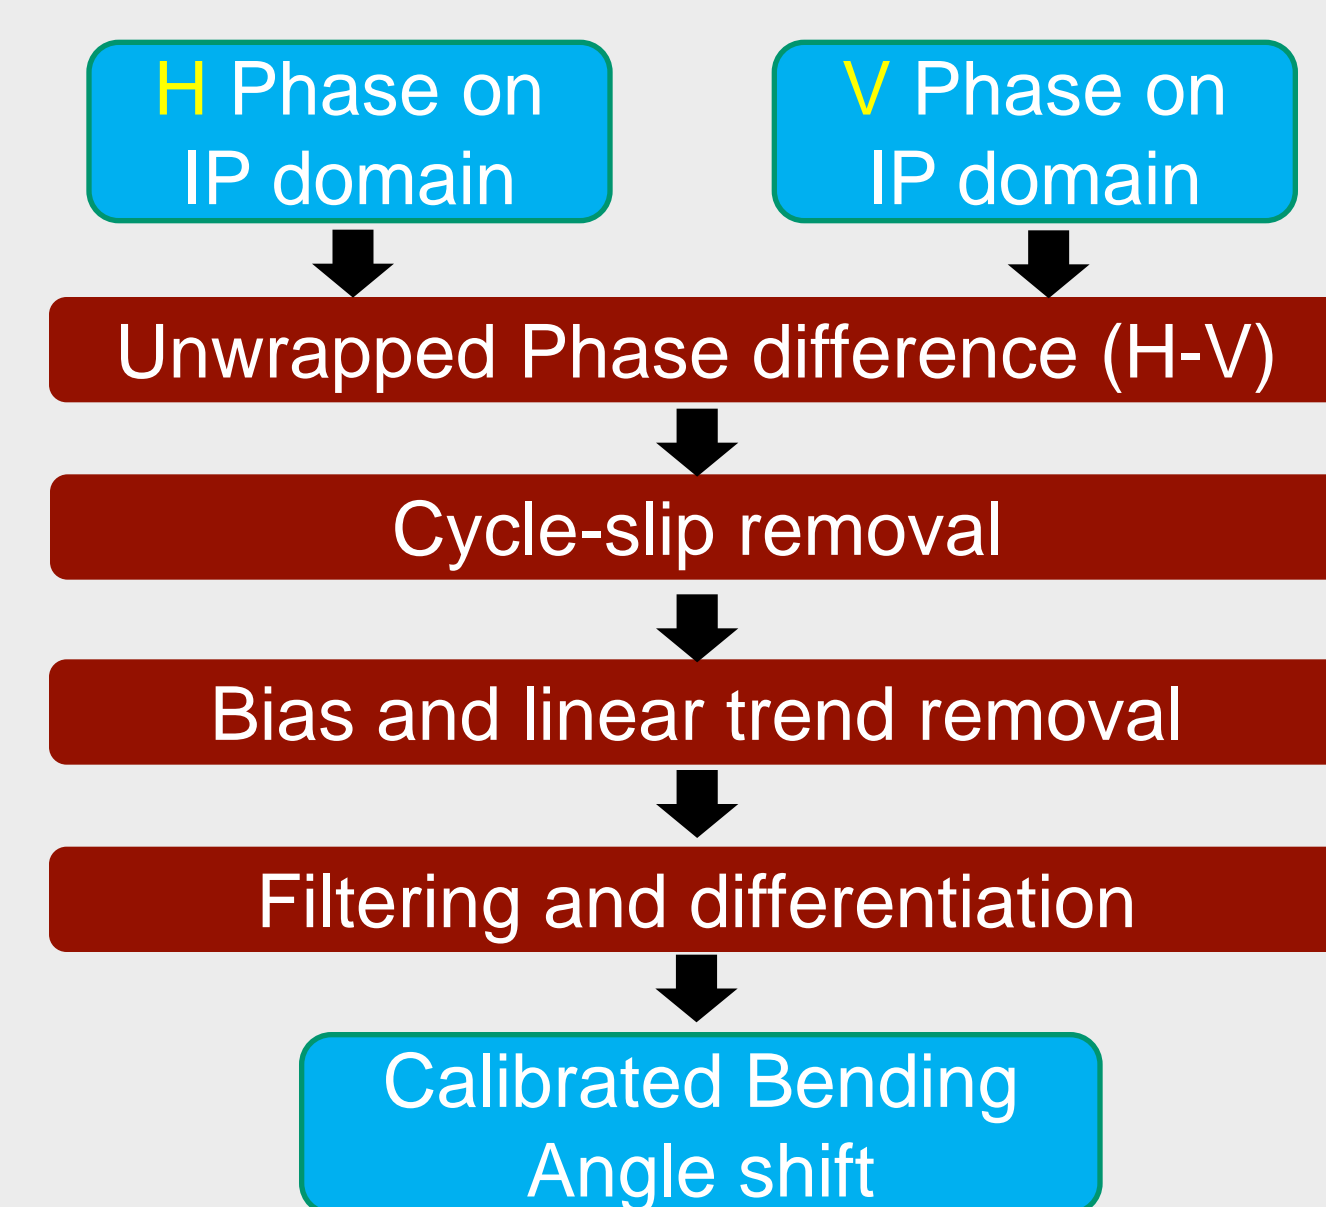 H Phase on
IP domain
V Phase on
IP domain
Unwrapped Phase difference (H-V)
Cycle-slip removal
Bias and linear trend removal
Filtering and differentiation
Calibrated Bending
Angle shift